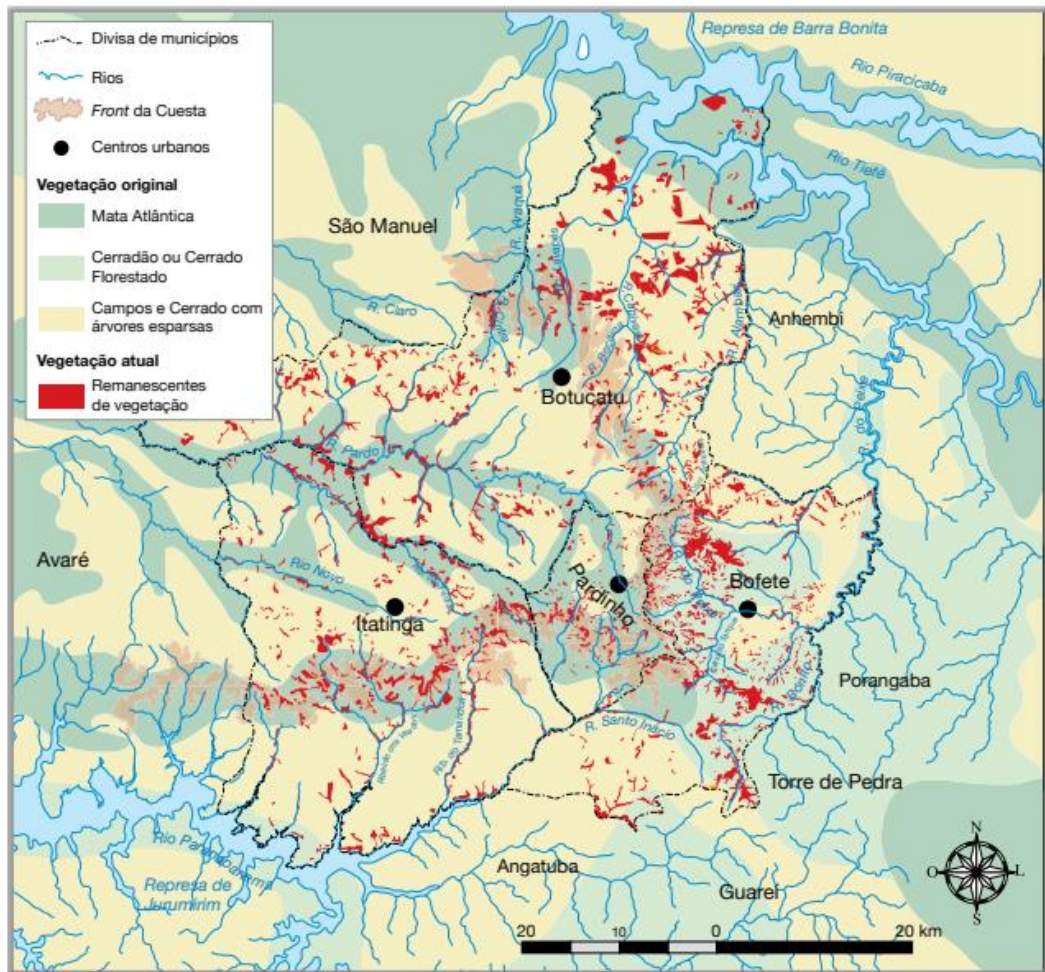 Divisa de municípios
Rios
Front da Cuesta
Centros urbanos
Vegetação original
Mata Atlântica
Cerradão ou Cerrado
Florestado
Campos e Cerrado com
árvores esparsas
Vegetação atual
Remanescentes
de vegetação
Represa de Barra Bonita
Rio Piracicaba
Rio Tietê
São Manuel
R. Araquá
R. Claro
Anhembi
Botucatu
R. Pardo
Avaré
Rio Novo
Itatinga
Pardinho
Bofete
Porangaba
R. Santo Inácio
Torre de Pedra
Rio Paranapanema
Represa de
Jurumirim
Angatuba
Guareí
N
O
L
S
20 10 0 20 km